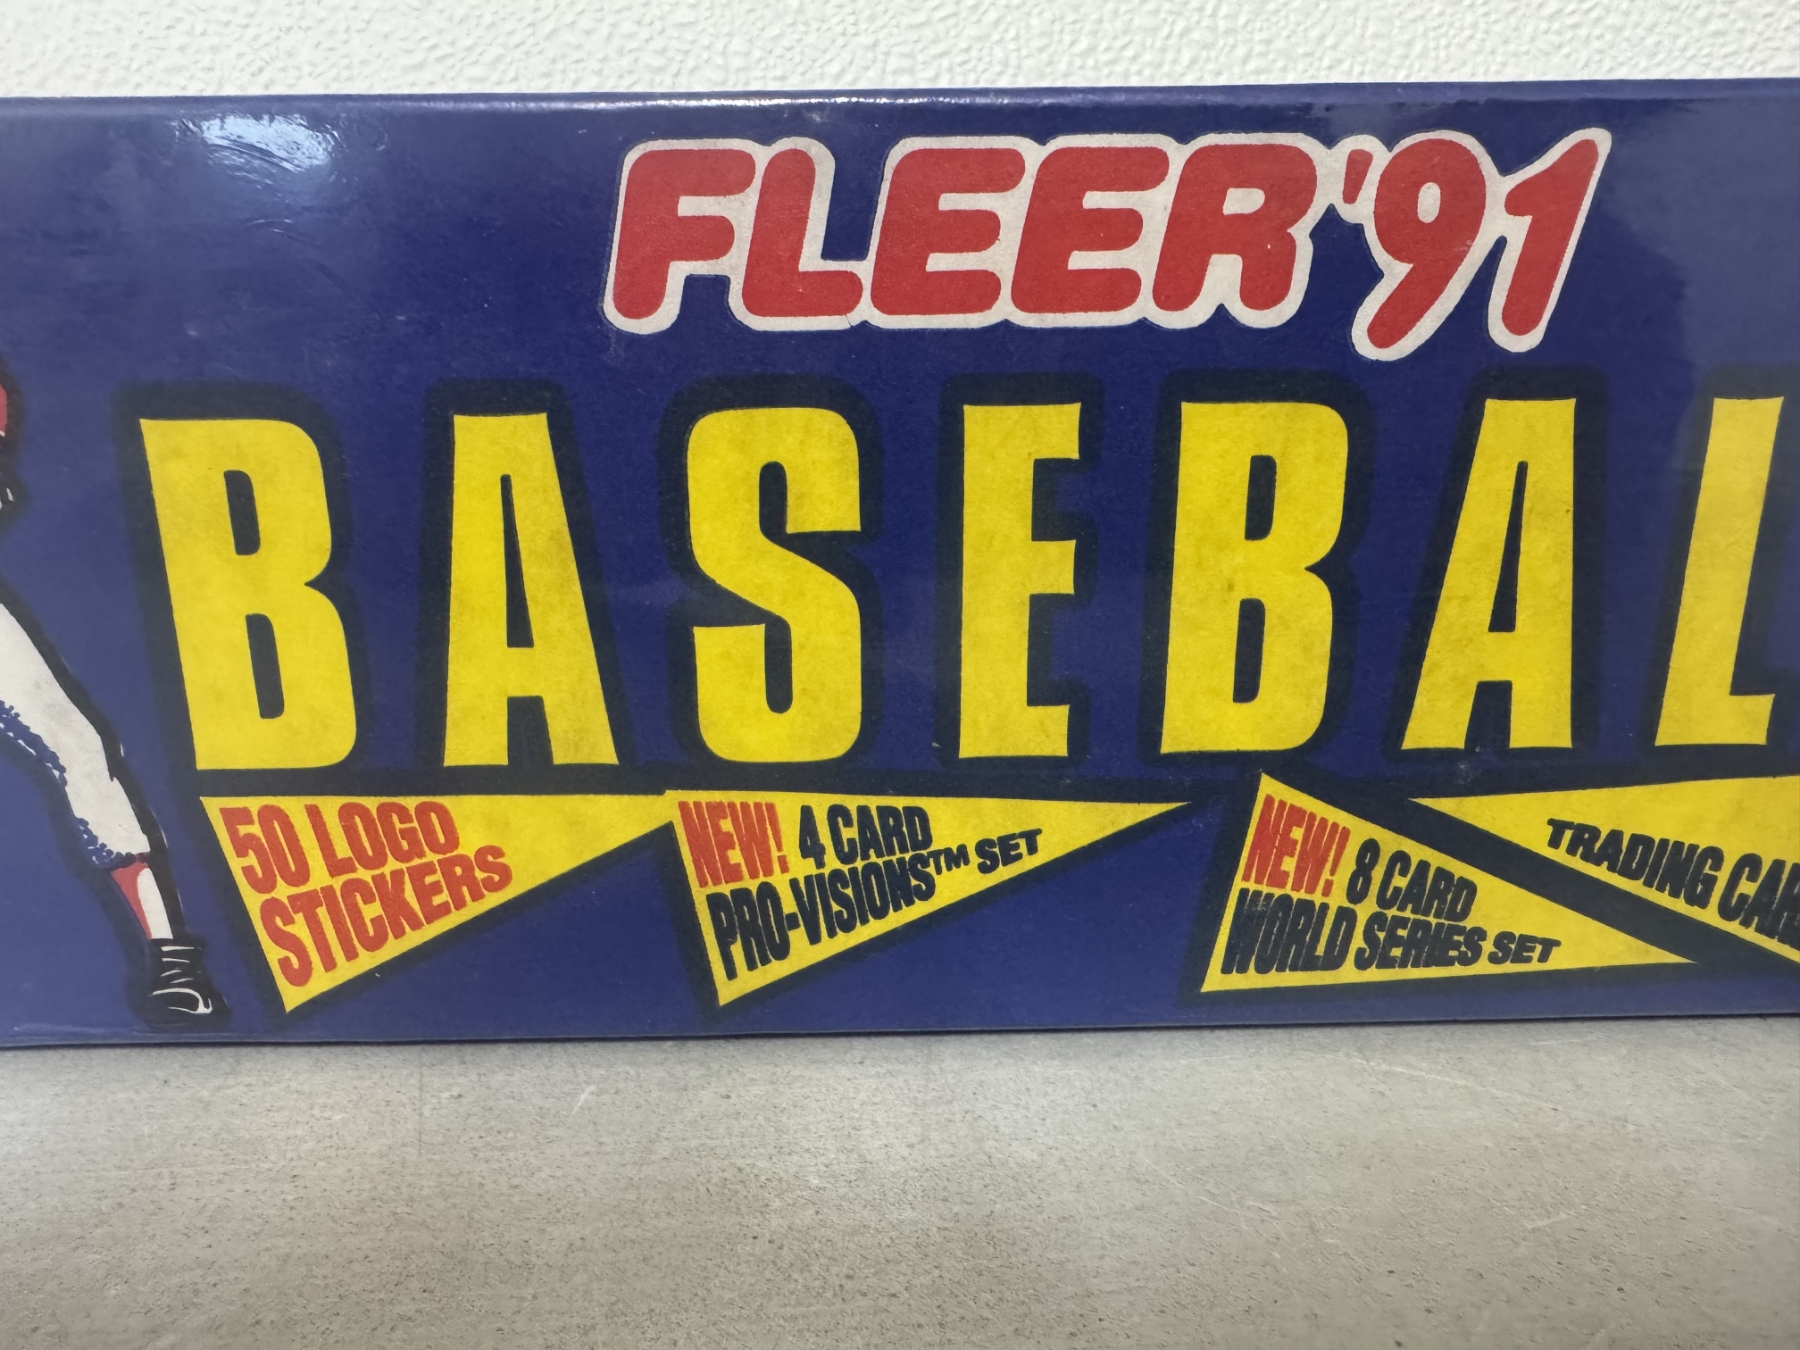 FLEER '91
BASEBAL
50 LOGO
STICKERS
NEW! 4 CARD
PRO-VISIONS™ SET
NEW! 8 CARD
WORLD SERIES SET
TRADING CAR